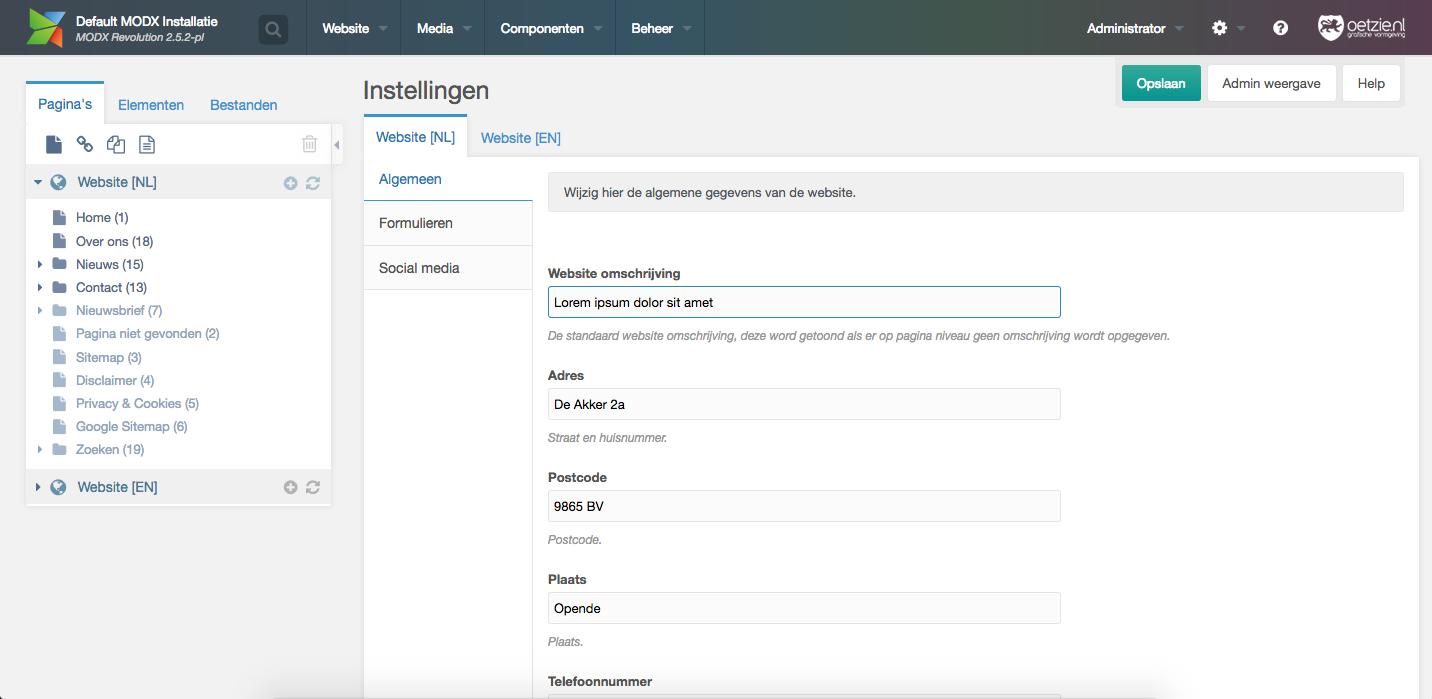 Default MODX Installatie
MODX Revolution 2.5.2-pl
Website
Media
Componenten
Beheer
Administrator
oetzie.nl
grafische vormgeving
Pagina's
Elementen
Bestanden
Website [NL]
Home (1)
Over ons (18)
Nieuws (15)
Contact (13)
Nieuwsbrief (7)
Pagina niet gevonden (2)
Sitemap (3)
Disclaimer (4)
Privacy & Cookies (5)
Google Sitemap (6)
Zoeken (19)
Website [EN]
Instellingen
Opslaan
Admin weergave
Help
Website [NL]
Website [EN]
Algemeen
Formulieren
Social media
Wijzig hier de algemene gegevens van de website.
Website omschrijving
Lorem ipsum dolor sit amet
De standaard website omschrijving, deze word getoond als er op pagina niveau geen omschrijving wordt opgegeven.
Adres
De Akker 2a
Straat en huisnummer.
Postcode
9865 BV
Postcode.
Plaats
Opende
Plaats.
Telefoonnummer